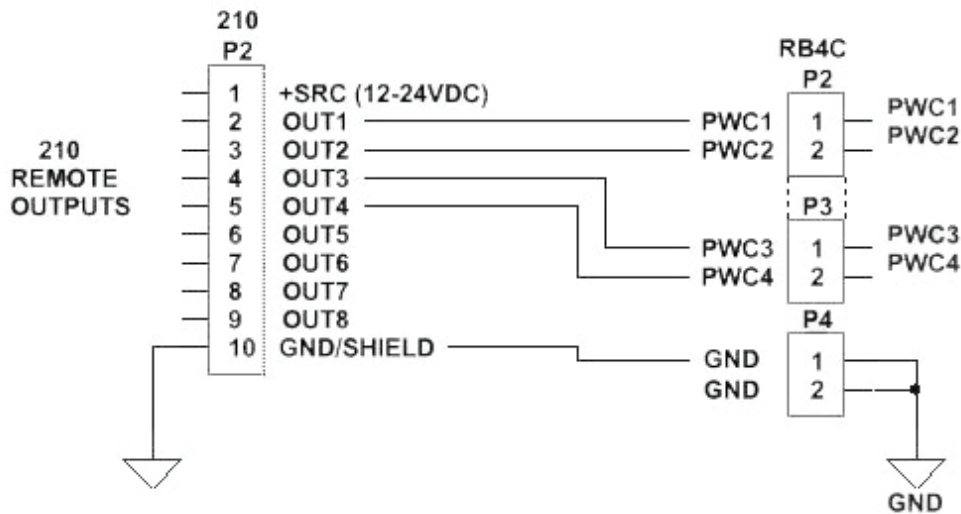 210
P2
210
REMOTE
OUTPUTS
1 +SRC (12-24VDC)
2 OUT1
3 OUT2
4 OUT3
5 OUT4
6 OUT5
7 OUT6
8 OUT7
9 OUT8
10 GND/SHIELD
RB4C
P2
PWC1 1 PWC1
PWC2 2 PWC2
P3
PWC3 1 PWC3
PWC4 2 PWC4
P4
GND 1
GND 2
GND